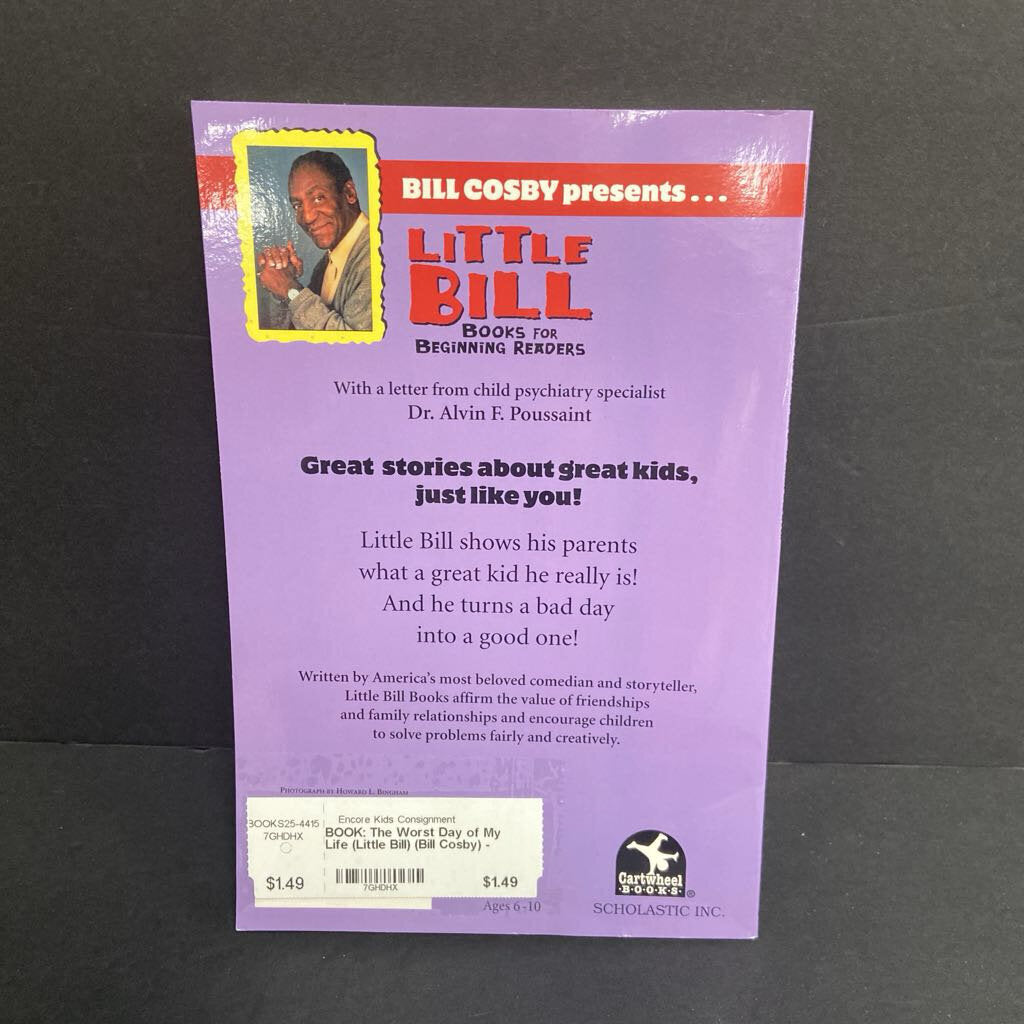 BILL COSBY presents...
LITTLE
BILL
BOOKS FOR
BEGINNING READERS
With a letter from child psychiatry specialist
Dr. Alvin F. Poussaint
Great stories about great kids,
just like you!
Little Bill shows his parents
what a great kid he really is!
And he turns a bad day
into a good one!
Written by America's most beloved comedian and storyteller,
Little Bill Books affirm the value of friendships
and family relationships and encourage children
to solve problems fairly and creatively.
PHOTOGRAPH BY HOWARD L. BINGHAM
BOOKS25-4415
7GHDHX
$1.49
Encore Kids Consignment
BOOK: The Worst Day of My
Life (Little Bill) (Bill Cosby) -
7GHDHX
$1.49
Ages 6-10
Cartwheel
·B·O·O·K·S· ®
SCHOLASTIC INC.